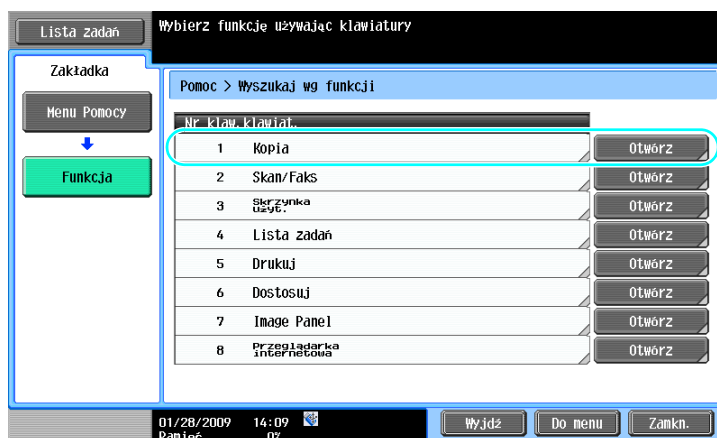 Lista zadań
Wybierz funkcję używając klawiatury
Zakładka
Pomoc > Wyszukaj wg funkcji
Menu Pomocy
Funkcja
Nr klaw.klawiat.
1 Kopia Otwórz
2 Skan/Faks Otwórz
3 Skrzynka użyt. Otwórz
4 Lista zadań Otwórz
5 Drukuj Otwórz
6 Dostosuj Otwórz
7 Image Panel Otwórz
8 Przeglądarka internetowa Otwórz
01/28/2009 14:09
Pamięć 0%
Wyjdź
Do menu
Zamkn.